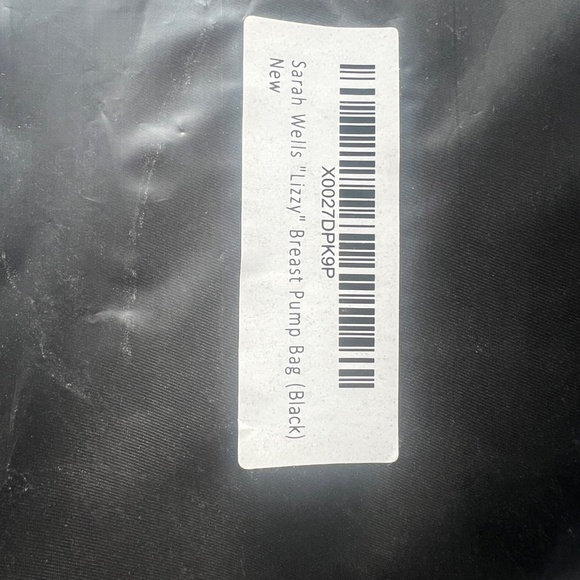 X0027DPK9P
Sarah Wells "Lizzy" Breast Pump Bag (Black)
New